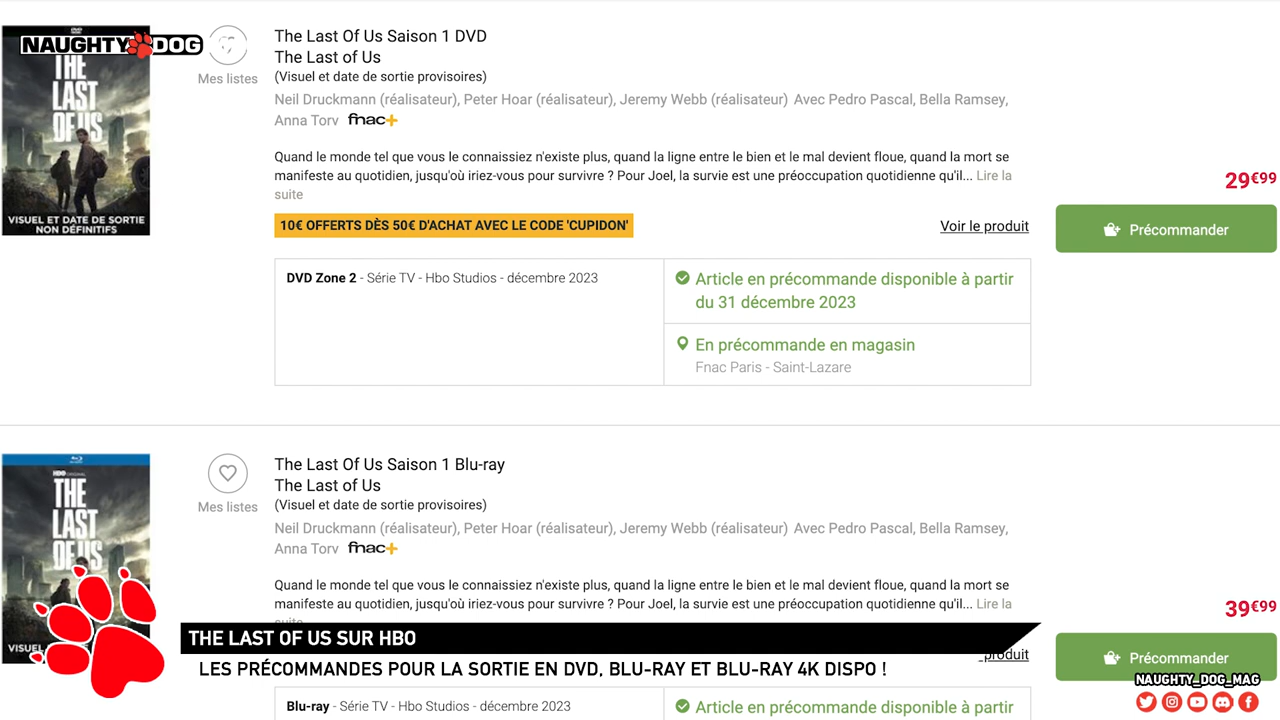 NAUGHTY DOG
THE
LAST
OF US
VISUEL ET DATE DE SORTIE
NON DÉFINITIFS
Mes listes
The Last Of Us Saison 1 DVD
The Last of Us
(Visuel et date de sortie provisoires)
Neil Druckmann (réalisateur), Peter Hoar (réalisateur), Jeremy Webb (réalisateur) Avec Pedro Pascal, Bella Ramsey,
Anna Torv fnac+
Quand le monde tel que vous le connaissiez n'existe plus, quand la ligne entre le bien et le mal devient floue, quand la mort se
manifeste au quotidien, jusqu'où iriez-vous pour survivre ? Pour Joel, la survie est une préoccupation quotidienne qu'il... Lire la
suite
10€ OFFERTS DÈS 50€ D'ACHAT AVEC LE CODE 'CUPIDON'
Voir le produit
29€99
Précommander
DVD Zone 2 - Série TV - Hbo Studios - décembre 2023
Article en précommande disponible à partir
du 31 décembre 2023
En précommande en magasin
Fnac Paris - Saint-Lazare
HBO ORIGINAL
THE
LAST
OF US
VISUEL
Mes listes
The Last Of Us Saison 1 Blu-ray
The Last of Us
(Visuel et date de sortie provisoires)
Neil Druckmann (réalisateur), Peter Hoar (réalisateur), Jeremy Webb (réalisateur) Avec Pedro Pascal, Bella Ramsey,
Anna Torv fnac+
Quand le monde tel que vous le connaissiez n'existe plus, quand la ligne entre le bien et le mal devient floue, quand la mort se
manifeste au quotidien, jusqu'où iriez-vous pour survivre ? Pour Joel, la survie est une préoccupation quotidienne qu'il... Lire la
suite
39€99
Précommander
produit
THE LAST OF US SUR HBO
LES PRÉCOMMANDES POUR LA SORTIE EN DVD, BLU-RAY ET BLU-RAY 4K DISPO !
NAUGHTY_DOG_MAG
Blu-ray - Série TV - Hbo Studios - décembre 2023
Article en précommande disponible à partir